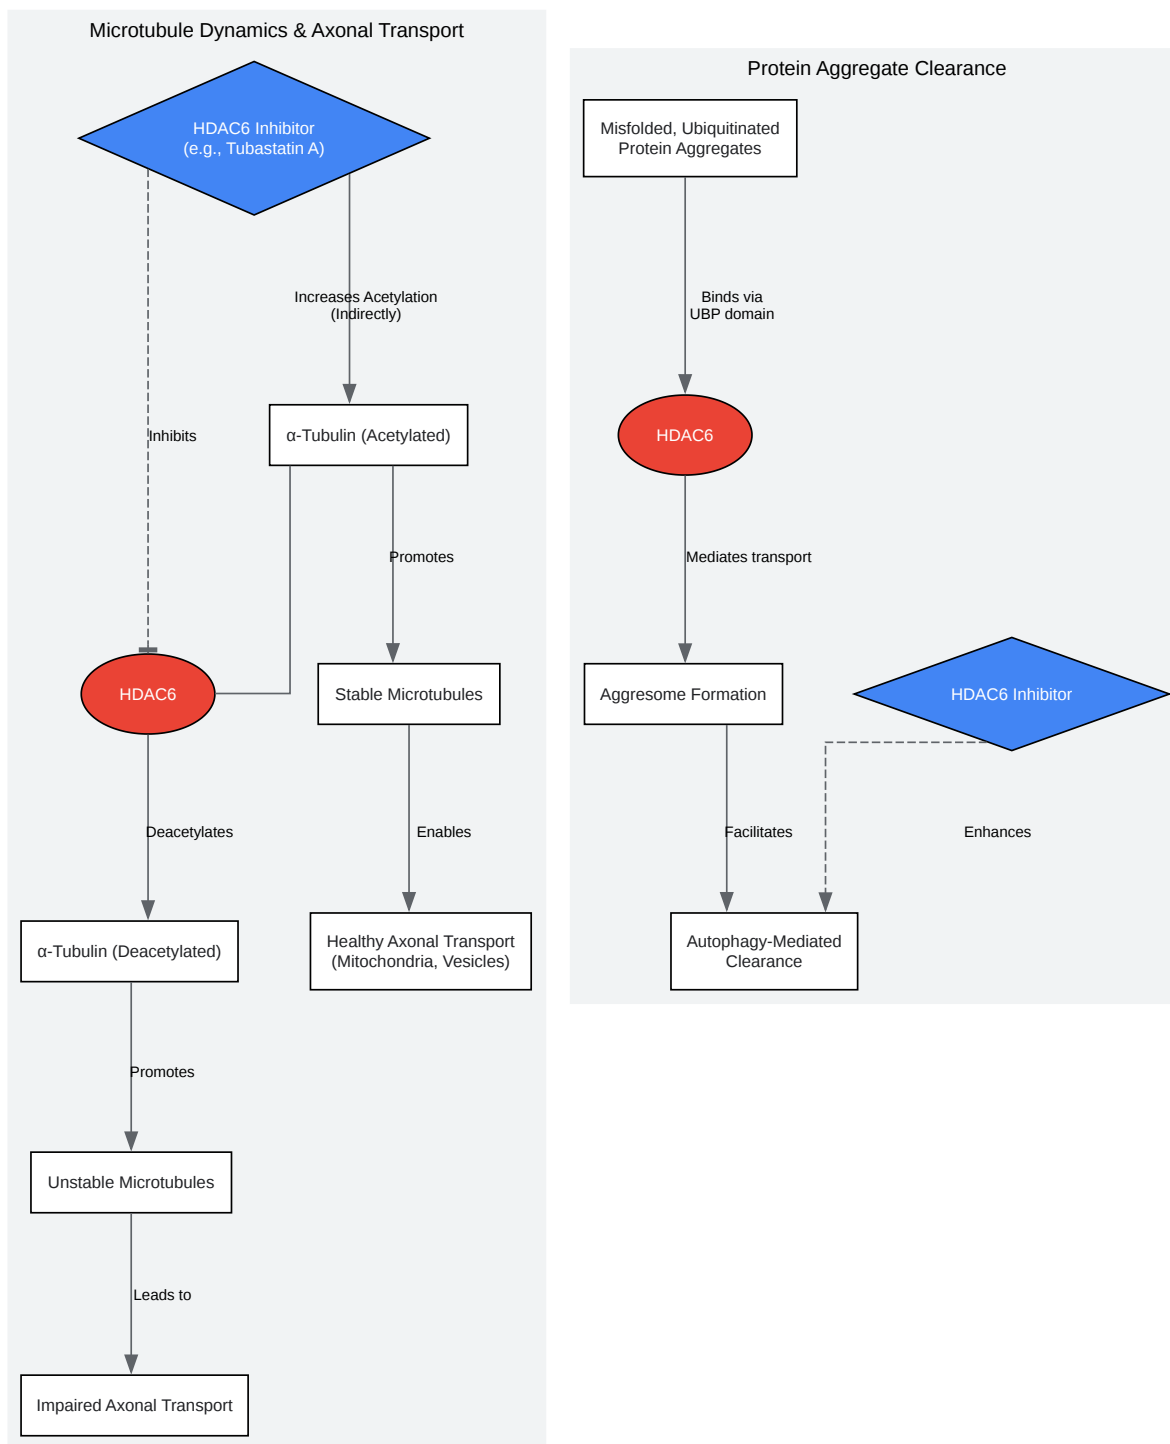 Microtubule Dynamics & Axonal Transport
HDAC6 Inhibitor
(e.g., Tubastatin A)
Increases Acetylation
(Indirectly)
Inhibits
α-Tubulin (Acetylated)
Promotes
HDAC6
Stable Microtubules
Deacetylates
Enables
α-Tubulin (Deacetylated)
Healthy Axonal Transport
(Mitochondria, Vesicles)
Promotes
Unstable Microtubules
Leads to
Impaired Axonal Transport
Protein Aggregate Clearance
Misfolded, Ubiquitinated
Protein Aggregates
Binds via
UBP domain
HDAC6
Mediates transport
Aggresome Formation
HDAC6 Inhibitor
Facilitates
Enhances
Autophagy-Mediated
Clearance